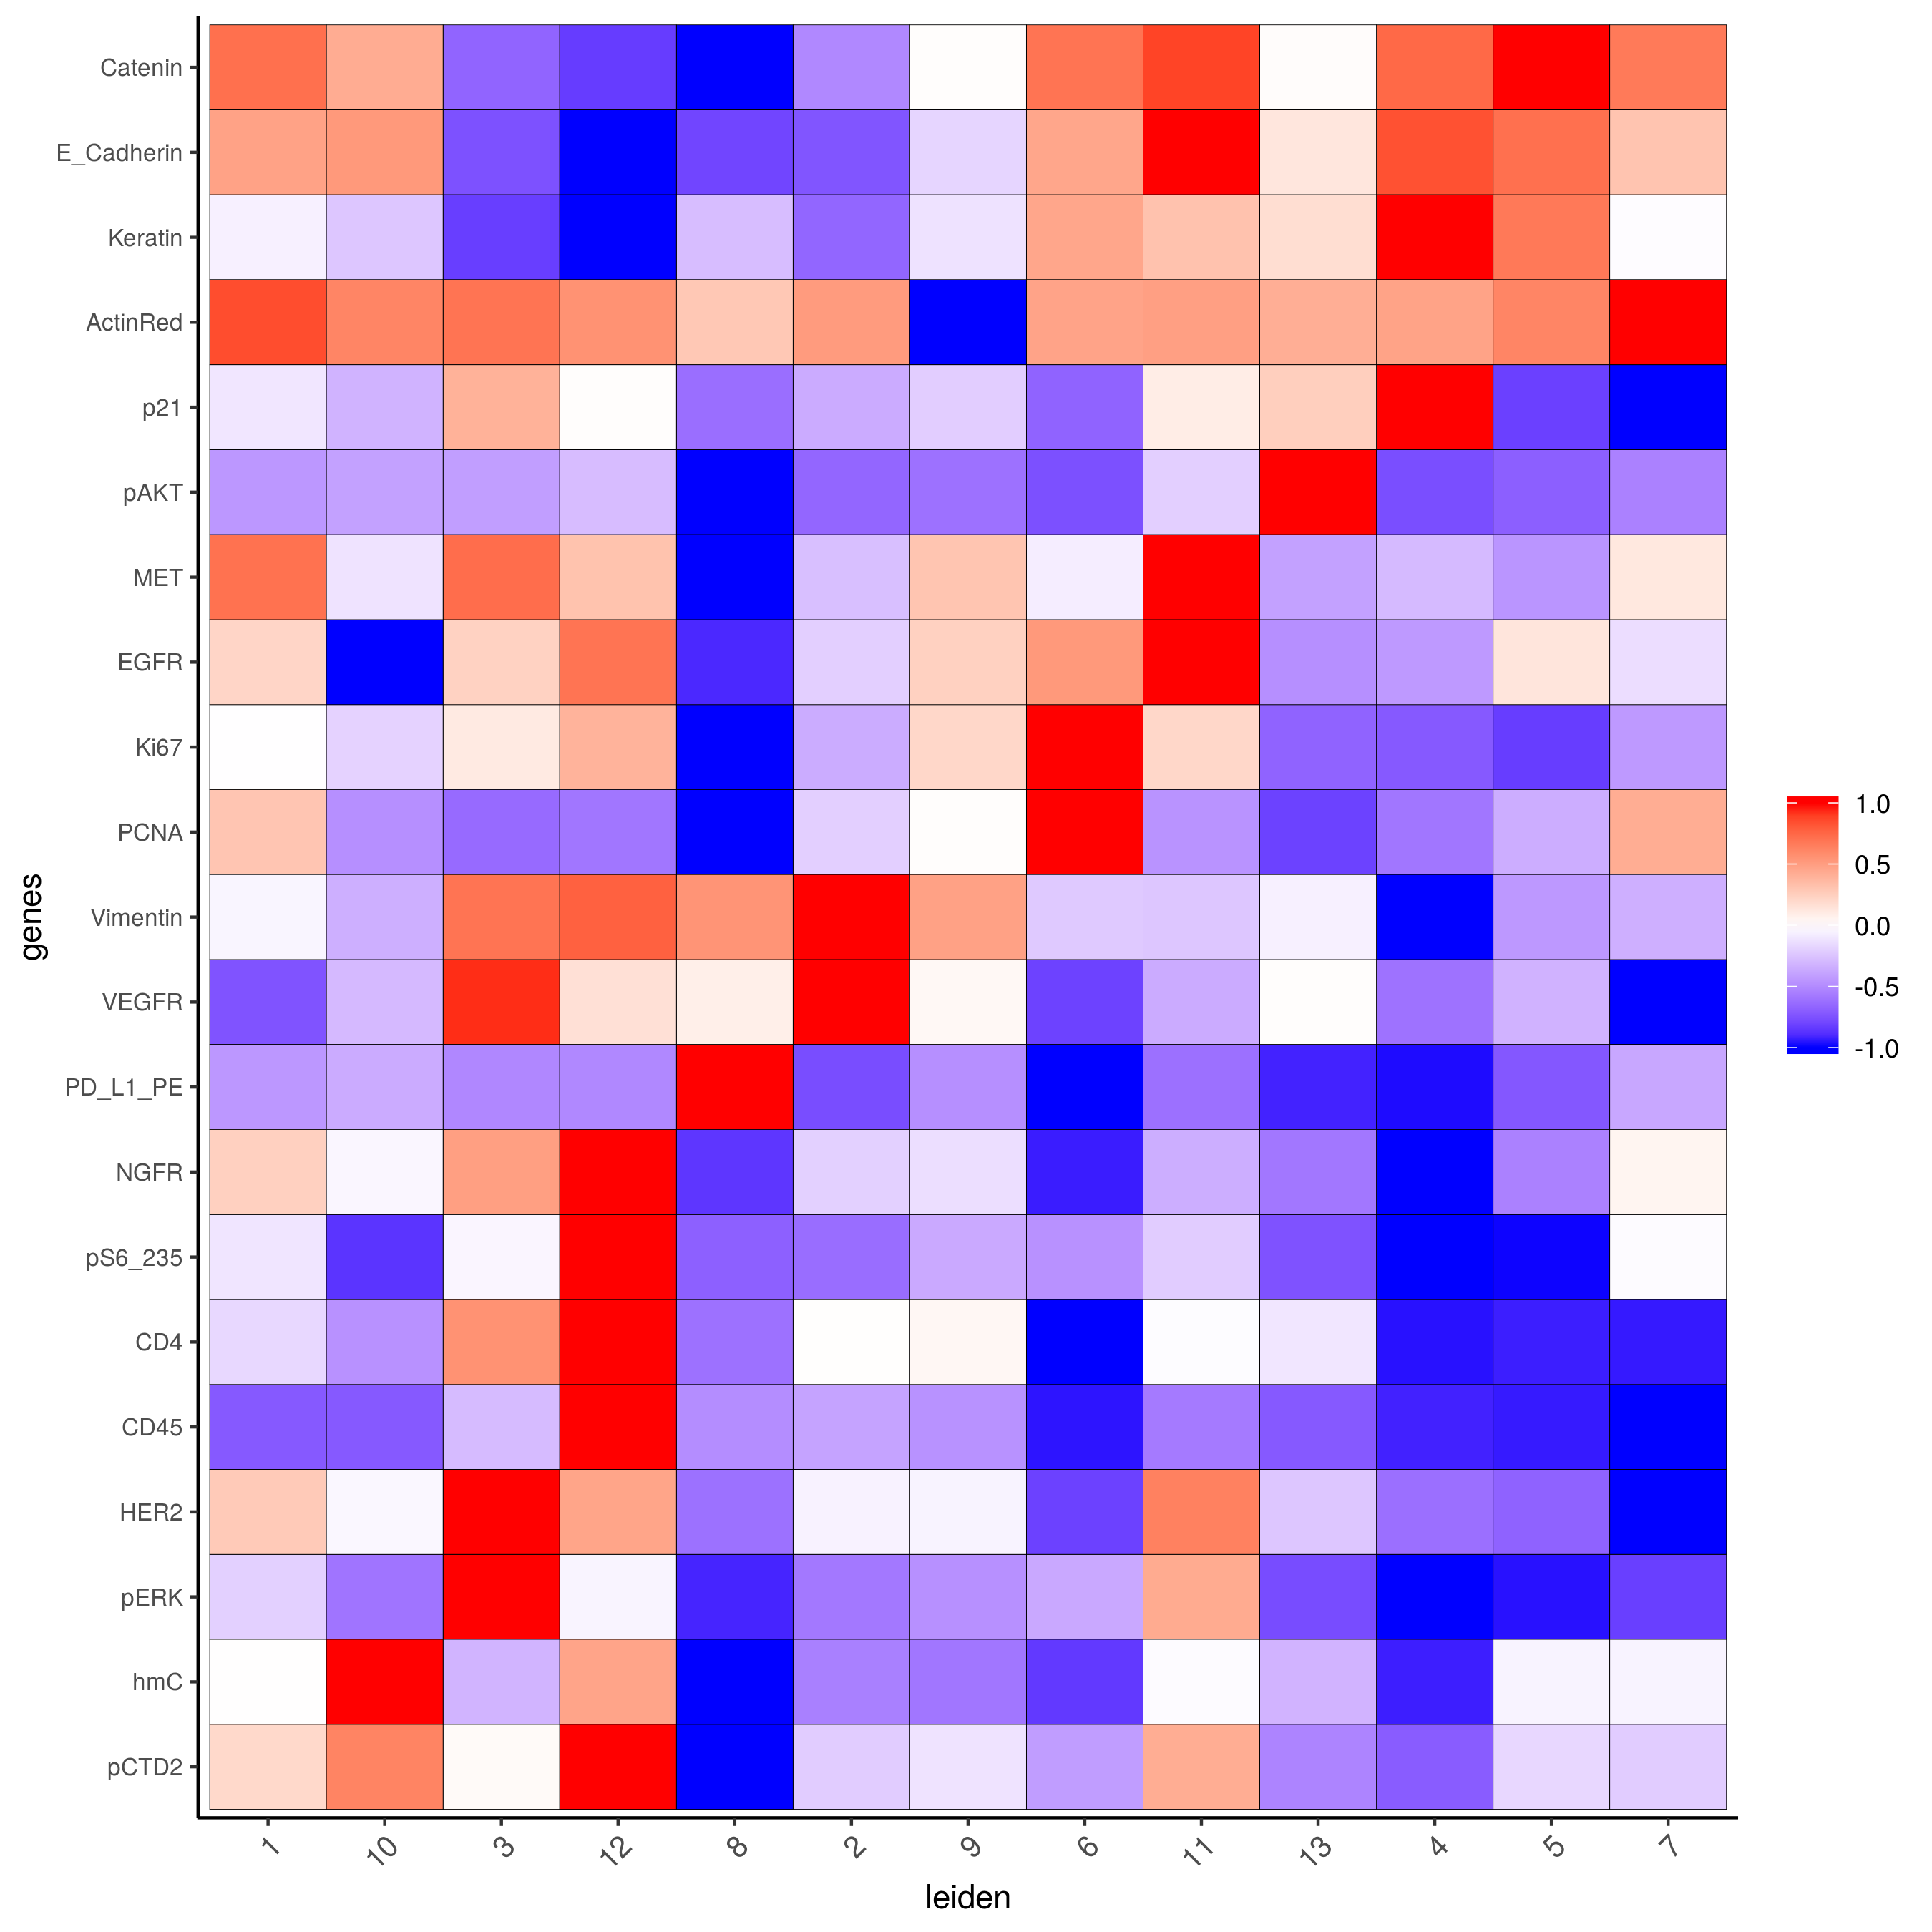 genes
Catenin
E_Cadherin
Keratin
ActinRed
p21
pAKT
MET
EGFR
Ki67
PCNA
Vimentin
VEGFR
PD_L1_PE
NGFR
pS6_235
CD4
CD45
HER2
pERK
hmC
pCTD2
1 10 3 12 8 2 9 6 11 13 4 5 7
leiden
1.0
0.5
0.0
-0.5
-1.0